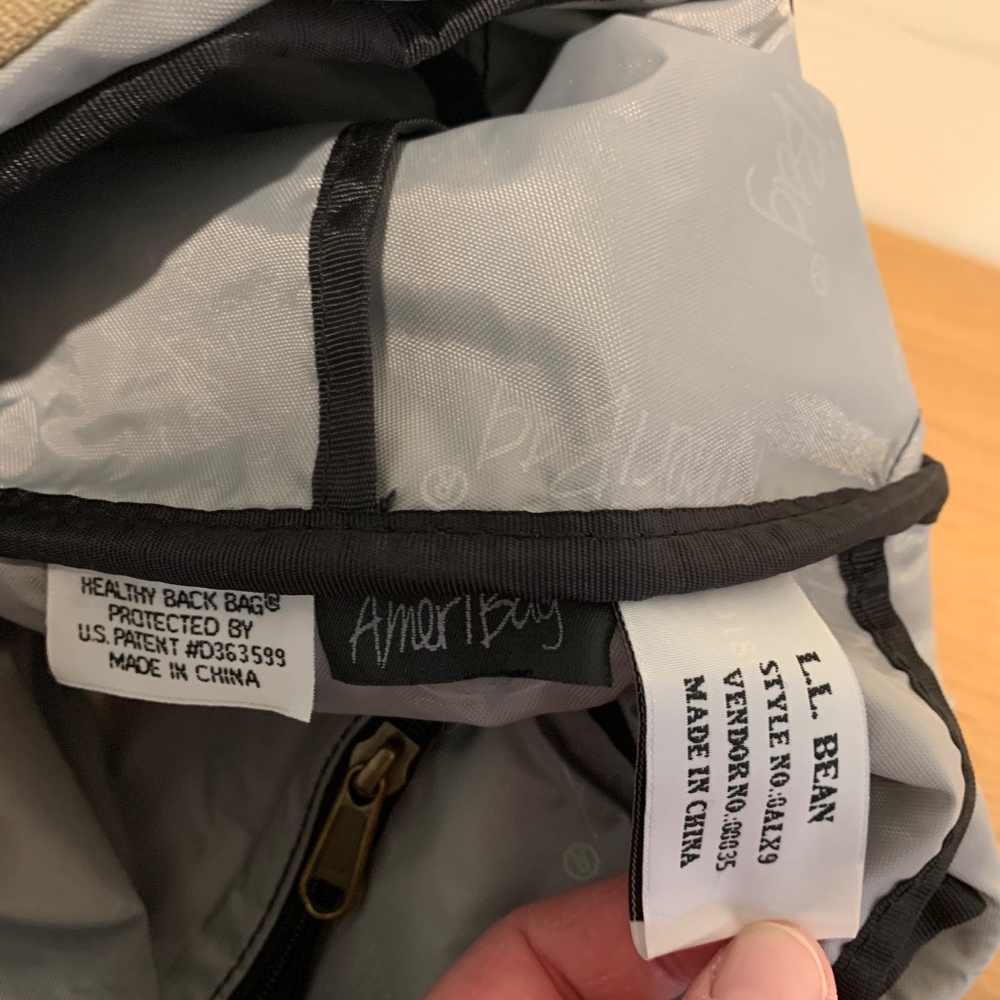 HEALTHY BACK BAG®
PROTECTED BY
U.S. PATENT #D363599
MADE IN CHINA
AmeriBag
L.L. BEAN
STYLE NO.:0ALX9
VENDOR NO.:00035
MADE IN CHINA
Bag
®
®
®